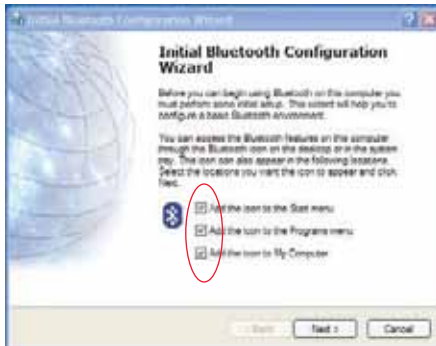 Initial Bluetooth Configuration Wizard
Initial Bluetooth Configuration
Wizard
Before you can begin using Bluetooth on this computer you
must perform some initial setup. This wizard will help you to
configure a basic Bluetooth environment.
You can access the Bluetooth features on this computer
through the Bluetooth icon on the desktop or in the system
tray. This icon can also appear in the following locations.
Select the locations you want the icon to appear and click
Next.
Add the icon to the Start menu
Add the icon to the Programs menu
Add the icon to My Computer
< Back
Next >
Cancel